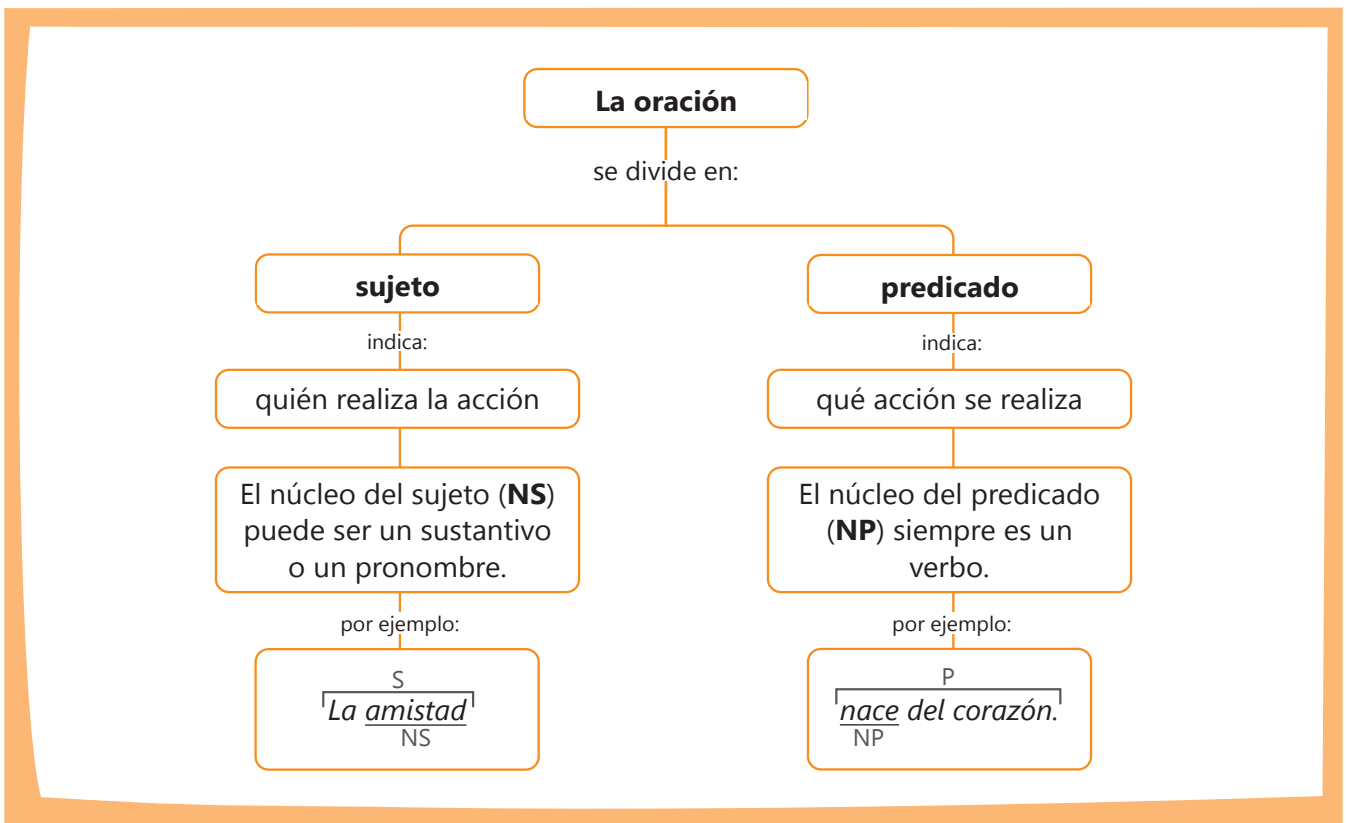 La oración
se divide en:
sujeto
indica:
quién realiza la acción
El núcleo del sujeto (NS)
puede ser un sustantivo
o un pronombre.
por ejemplo:
S
La amistad
NS
predicado
indica:
qué acción se realiza
El núcleo del predicado
(NP) siempre es un
verbo.
por ejemplo:
P
nace del corazón.
NP